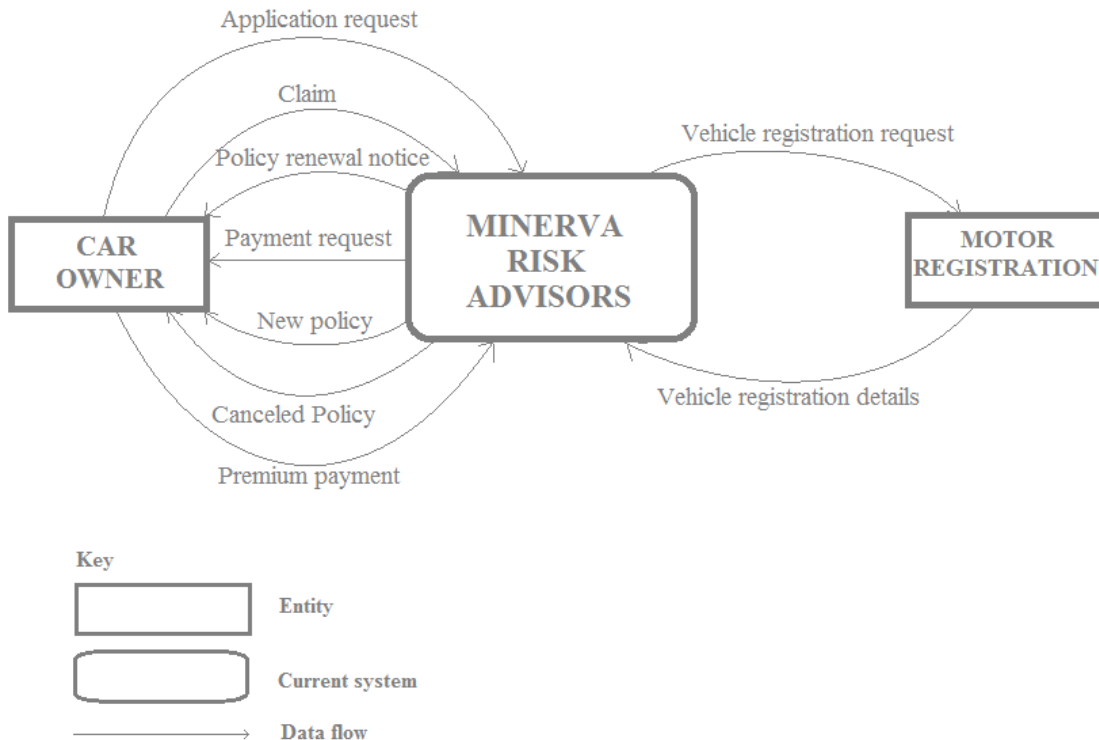 Application request
Claim
Vehicle registration request
Policy renewal notice
CAR
OWNER
Payment request
MINERVA
RISK
ADVISORS
MOTOR
REGISTRATION
New policy
Canceled Policy
Vehicle registration details
Premium payment
Key
Entity
Current system
Data flow